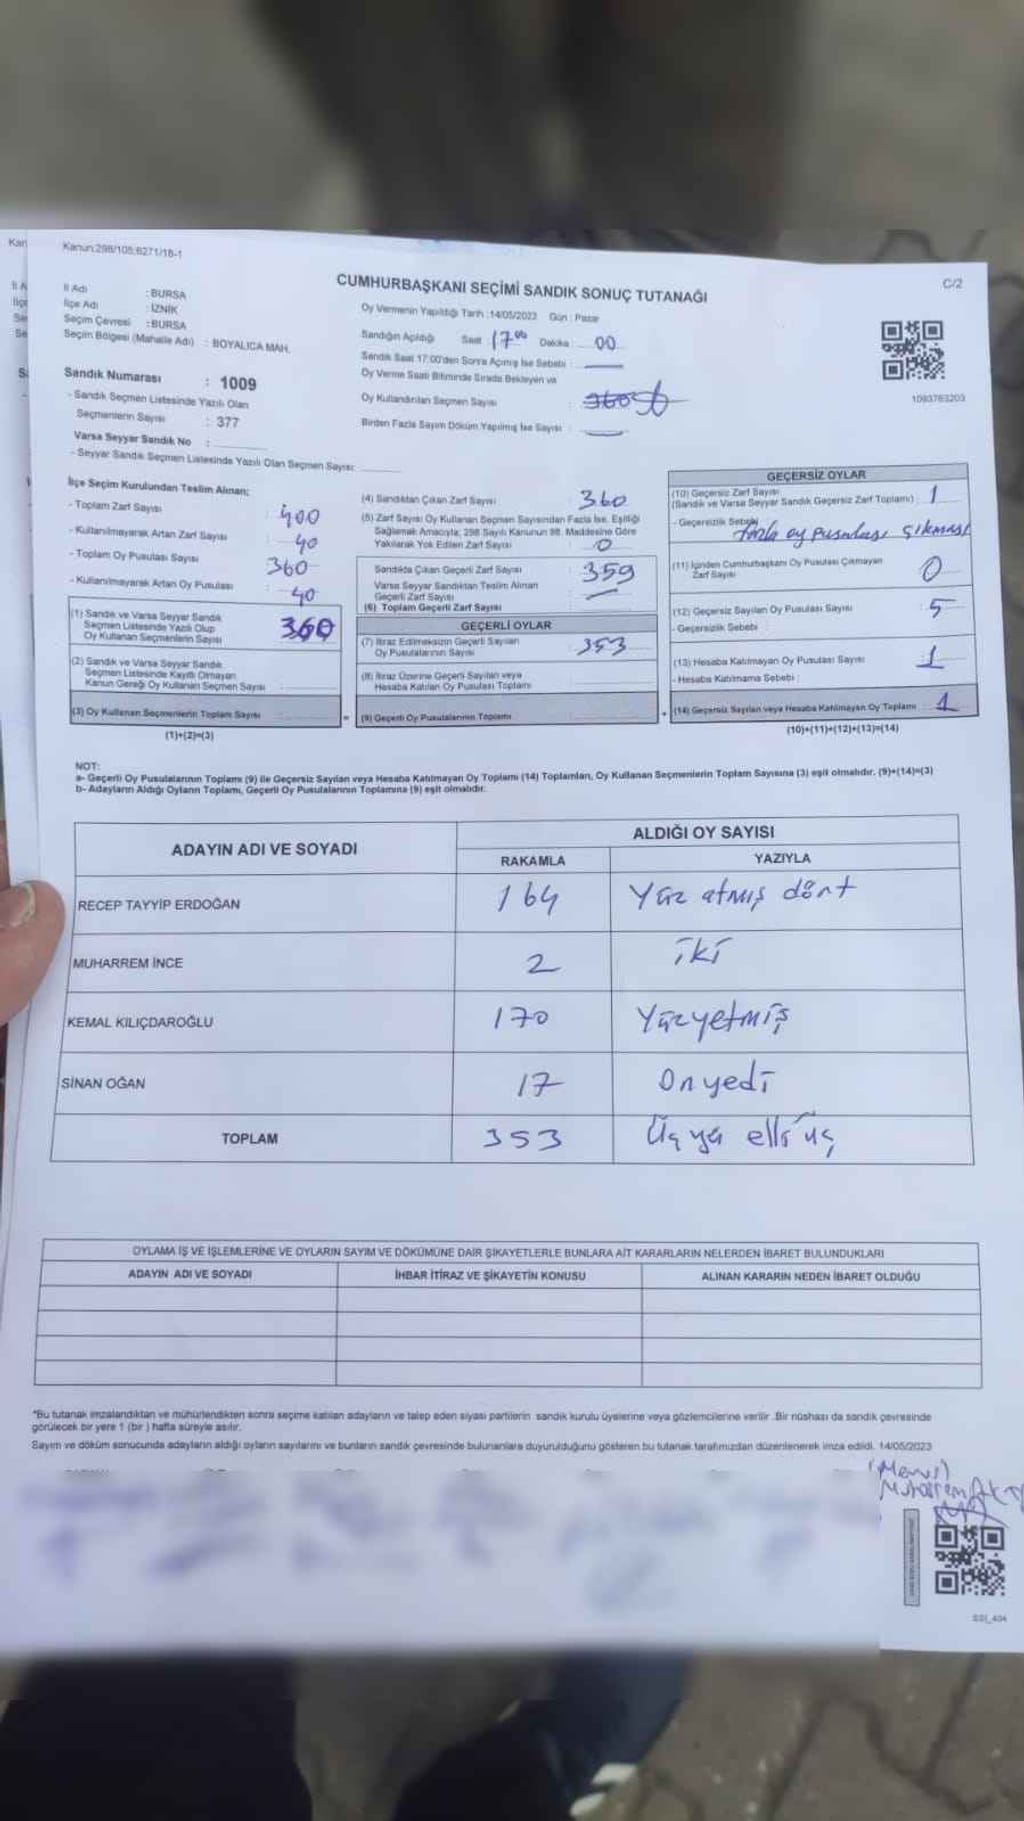 Kanun:298/105;6271/18-1
CUMHURBAŞKANI SEÇİMİ SANDIK SONUÇ TUTANAĞI
C/2
İl Adı : BURSA
İlçe Adı : İZNİK
Seçim Çevresi : BURSA
Seçim Bölgesi (Mahalle Adı) : BOYALICA MAH.
Sandık Numarası : 1009
- Sandık Seçmen Listesinde Yazılı Olan
Seçmenlerin Sayısı : 377
Varsa Seyyar Sandık No :
- Seyyar Sandık Seçmen Listesinde Yazılı Olan Seçmen Sayısı:
Oy Vermenin Yapıldığı Tarih :14/05/2023 Gün : Pazar
Sandığın Açıldığı Saat : 17 00 Dakika : 00
Sandık Saat 17:00'den Sonra Açılmış İse Sebebi :
Oy Verme Saati Bitiminde Sırada Bekleyen ve
Oy Kullandırılan Seçmen Sayısı :
Birden Fazla Sayım Döküm Yapılmış İse Sayısı :
1093763203
İlçe Seçim Kurulundan Teslim Alınan;
- Toplam Zarf Sayısı : 400
- Kullanılmayarak Artan Zarf Sayısı : 40
- Toplam Oy Pusulası Sayısı : 360
- Kullanılmayarak Artan Oy Pusulası : 40
(1) Sandık ve Varsa Seyyar Sandık
Seçmen Listesinde Yazılı Olup
Oy Kullanan Seçmenlerin Sayısı : 360
(2) Sandık ve Varsa Seyyar Sandık
Seçmen Listesinde Kayıtlı Olmayan
Kanun Gereği Oy Kullanan Seçmen Sayısı :
(3) Oy Kullanan Seçmenlerin Toplam Sayısı :
(1)+(2)=(3)
(4) Sandıktan Çıkan Zarf Sayısı : 360
(5) Zarf Sayısı Oy Kullanan Seçmen Sayısından Fazla İse, Eşitliği
Sağlamak Amacıyla; 298 Sayılı Kanunun 98. Maddesine Göre
Yakılarak Yok Edilen Zarf Sayısı : 0
Sandıkta Çıkan Geçerli Zarf Sayısı : 359
Varsa Seyyar Sandıktan Teslim Alınan
Geçerli Zarf Sayısı :
(6) Toplam Geçerli Zarf Sayısı :
GEÇERLİ OYLAR
(7) İtiraz Edilmeksizin Geçerli Sayılan
Oy Pusulalarının Sayısı : 353
(8) İtiraz Üzerine Geçerli Sayılan veya
Hesaba Katılan Oy Pusulası Toplamı :
(9) Geçerli Oy Pusulalarının Toplamı :
GEÇERSİZ OYLAR
(10) Geçersiz Zarf Sayısı
(Sandık ve Varsa Seyyar Sandık Geçersiz Zarf Toplamı) : 1
- Geçersizlik Sebebi
fazla oy pusulası çıkması
(11) İçinden Cumhurbaşkanı Oy Pusulası Çıkmayan
Zarf Sayısı : 0
(12) Geçersiz Sayılan Oy Pusulası Sayısı : 5
- Geçersizlik Sebebi
(13) Hesaba Katılmayan Oy Pusulası Sayısı : 1
- Hesaba Katılmama Sebebi :
(14) Geçersiz Sayılan veya Hesaba Katılmayan Oy Toplamı : 1
(10)+(11)+(12)+(13)=(14)
NOT:
a- Geçerli Oy Pusulalarının Toplamı (9) ile Geçersiz Sayılan veya Hesaba Katılmayan Oy Toplamı (14) Toplamları, Oy Kullanan Seçmenlerin Toplam Sayısına (3) eşit olmalıdır. (9)+(14)=(3)
b- Adayların Aldığı Oyların Toplamı, Geçerli Oy Pusulalarının Toplamına (9) eşit olmalıdır.
ADAYIN ADI VE SOYADI
ALDIĞI OY SAYISI
RAKAMLA YAZIYLA
RECEP TAYYİP ERDOĞAN 164 Yüz atmış dört
MUHARREM İNCE 2 iki
KEMAL KILIÇDAROĞLU 170 Yüzyetmiş
SİNAN OĞAN 17 Onyedi
TOPLAM 353 Üç yü elli üç
OYLAMA İŞ VE İŞLEMLERİNE VE OYLARIN SAYIM VE DÖKÜMÜNE DAİR ŞİKAYETLERLE BUNLARA AİT KARARLARIN NELERDEN İBARET BULUNDUKLARI
ADAYIN ADI VE SOYADI İHBAR İTİRAZ VE ŞİKAYETİN KONUSU ALINAN KARARIN NEDEN İBARET OLDUĞU
*Bu tutanak imzalandıktan ve mühürlendikten sonra seçime katılan adayların ve talep eden siyasi partilerin sandık kurulu üyelerine veya gözlemcilerine verilir. Bir nüshası da sandık çevresinde
görülecek bir yere 1 (bir ) hafta süreyle asılır.
Sayım ve döküm sonucunda adayların aldığı oyların sayılarını ve bunların sandık çevresinde bulunanlara duyurulduğunu gösteren bu tutanak tarafımızdan düzenlenerek imza edildi. 14/05/2023
Muharrem
SSI_404